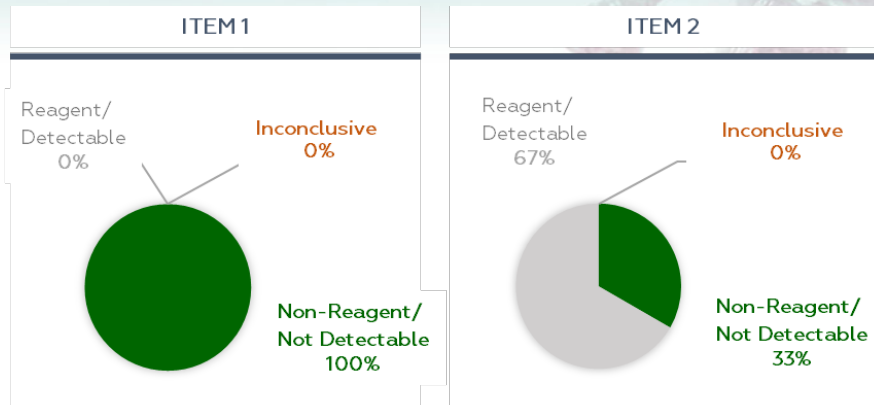 ITEM 1
Reagent/
Detectable
0%
Inconclusive
0%
Non-Reagent/
Not Detectable
100%
ITEM 2
Reagent/
Detectable
67%
Inconclusive
0%
Non-Reagent/
Not Detectable
33%